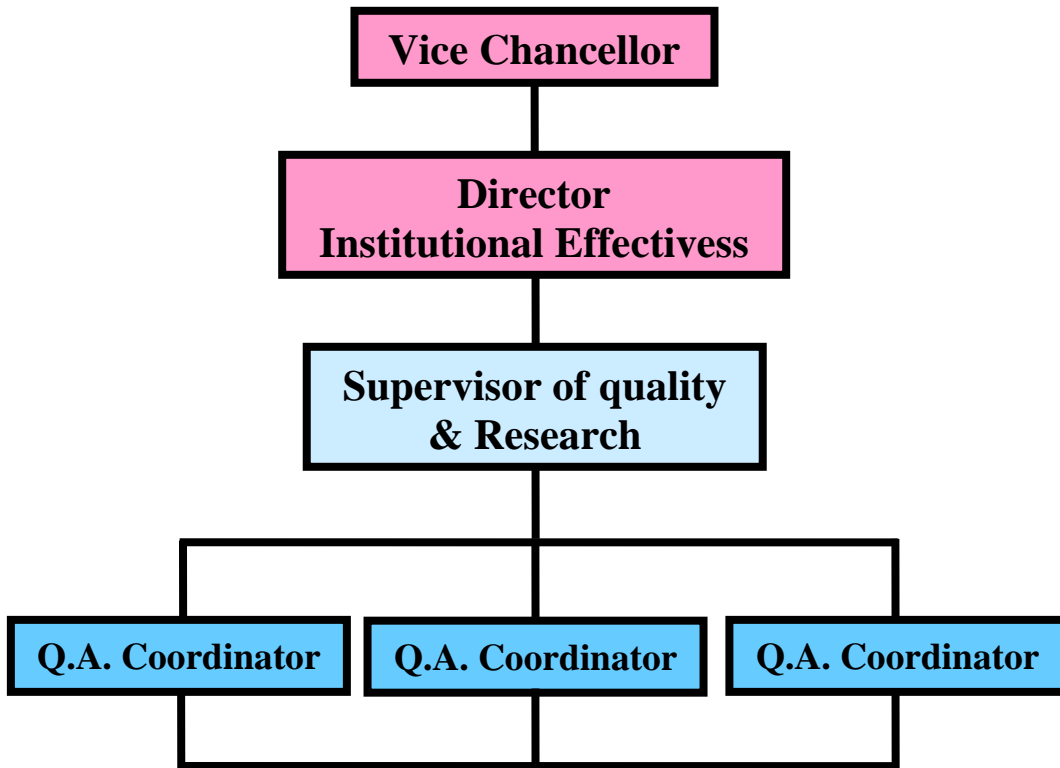 Vice Chancellor
Director
Institutional Effectivess
Supervisor of quality
& Research
Q.A. Coordinator
Q.A. Coordinator
Q.A. Coordinator